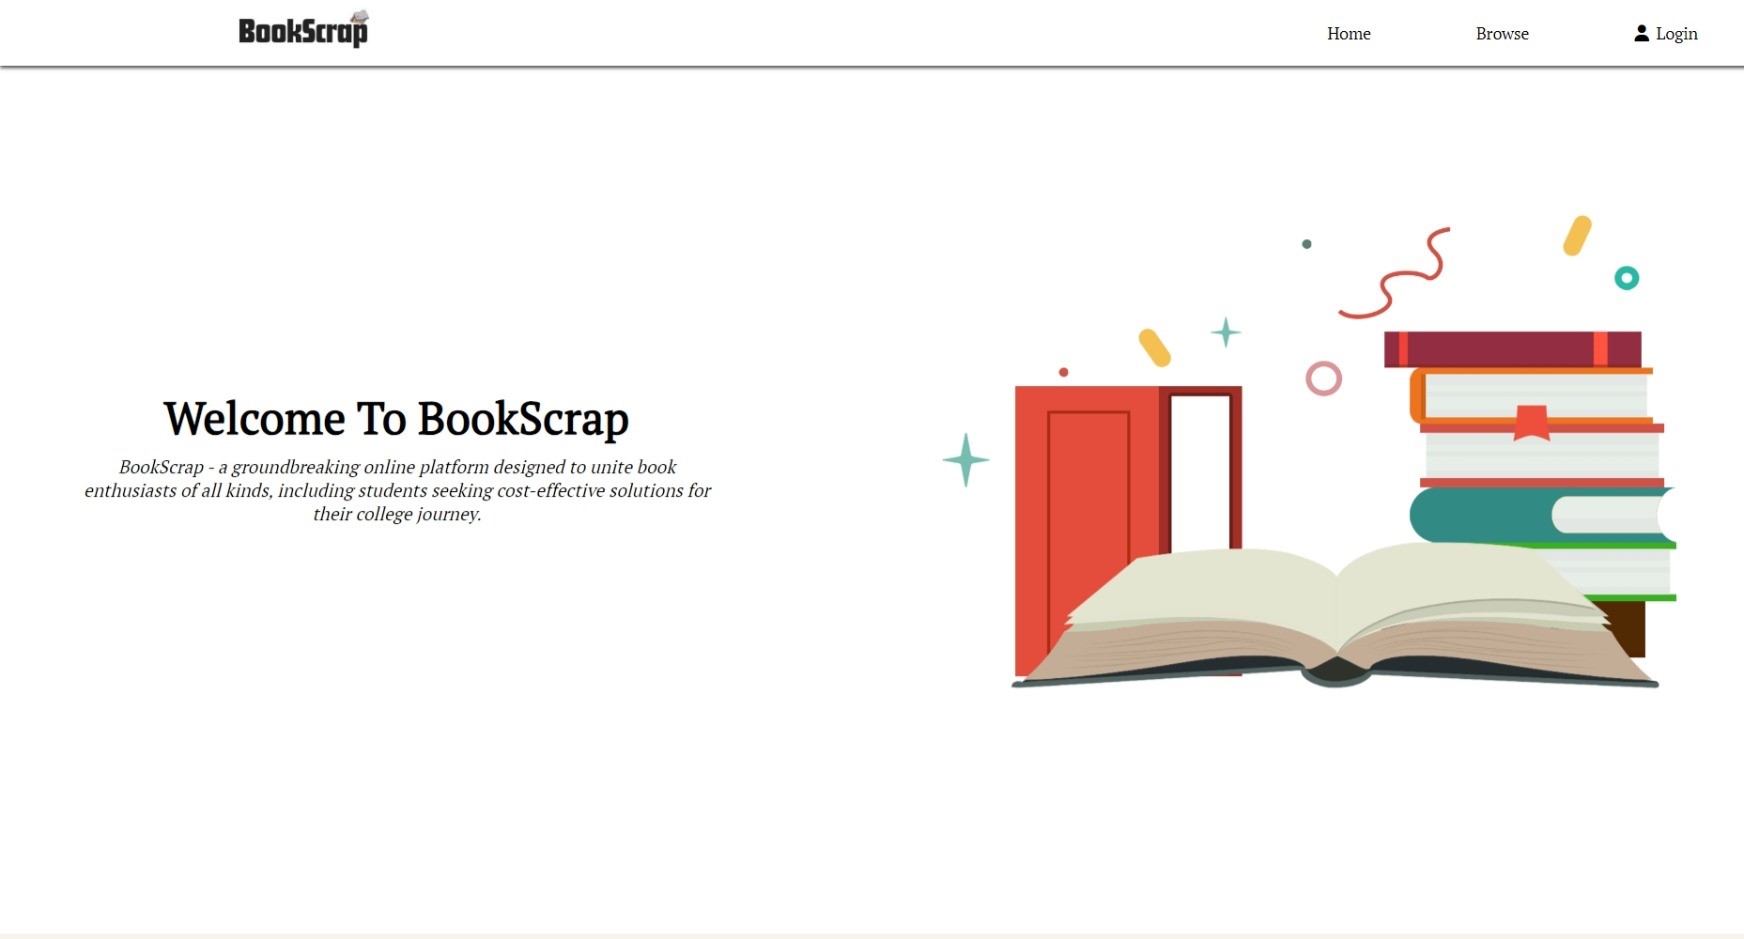 BookScrap
Home
Browse
Login
Welcome To BookScrap
BookScrap - a groundbreaking online platform designed to unite book
enthusiasts of all kinds, including students seeking cost-effective solutions for
their college journey.